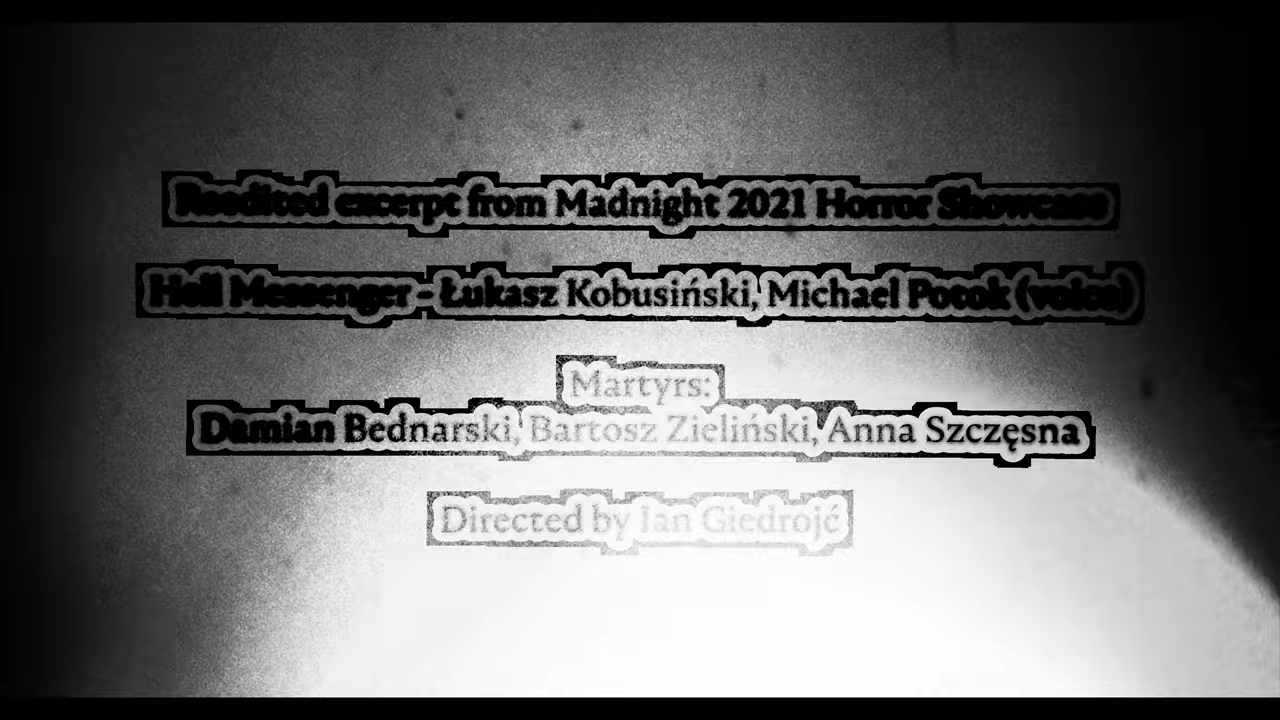 Reedited excerpt from Madnight 2021 Horror Showcase
Hell Messenger - Łukasz Kobusiński, Michael Pocok (voice)
Martyrs:
Damian Bednarski, Bartosz Zieliński, Anna Szczęsna
Directed by Jan Giedrojć